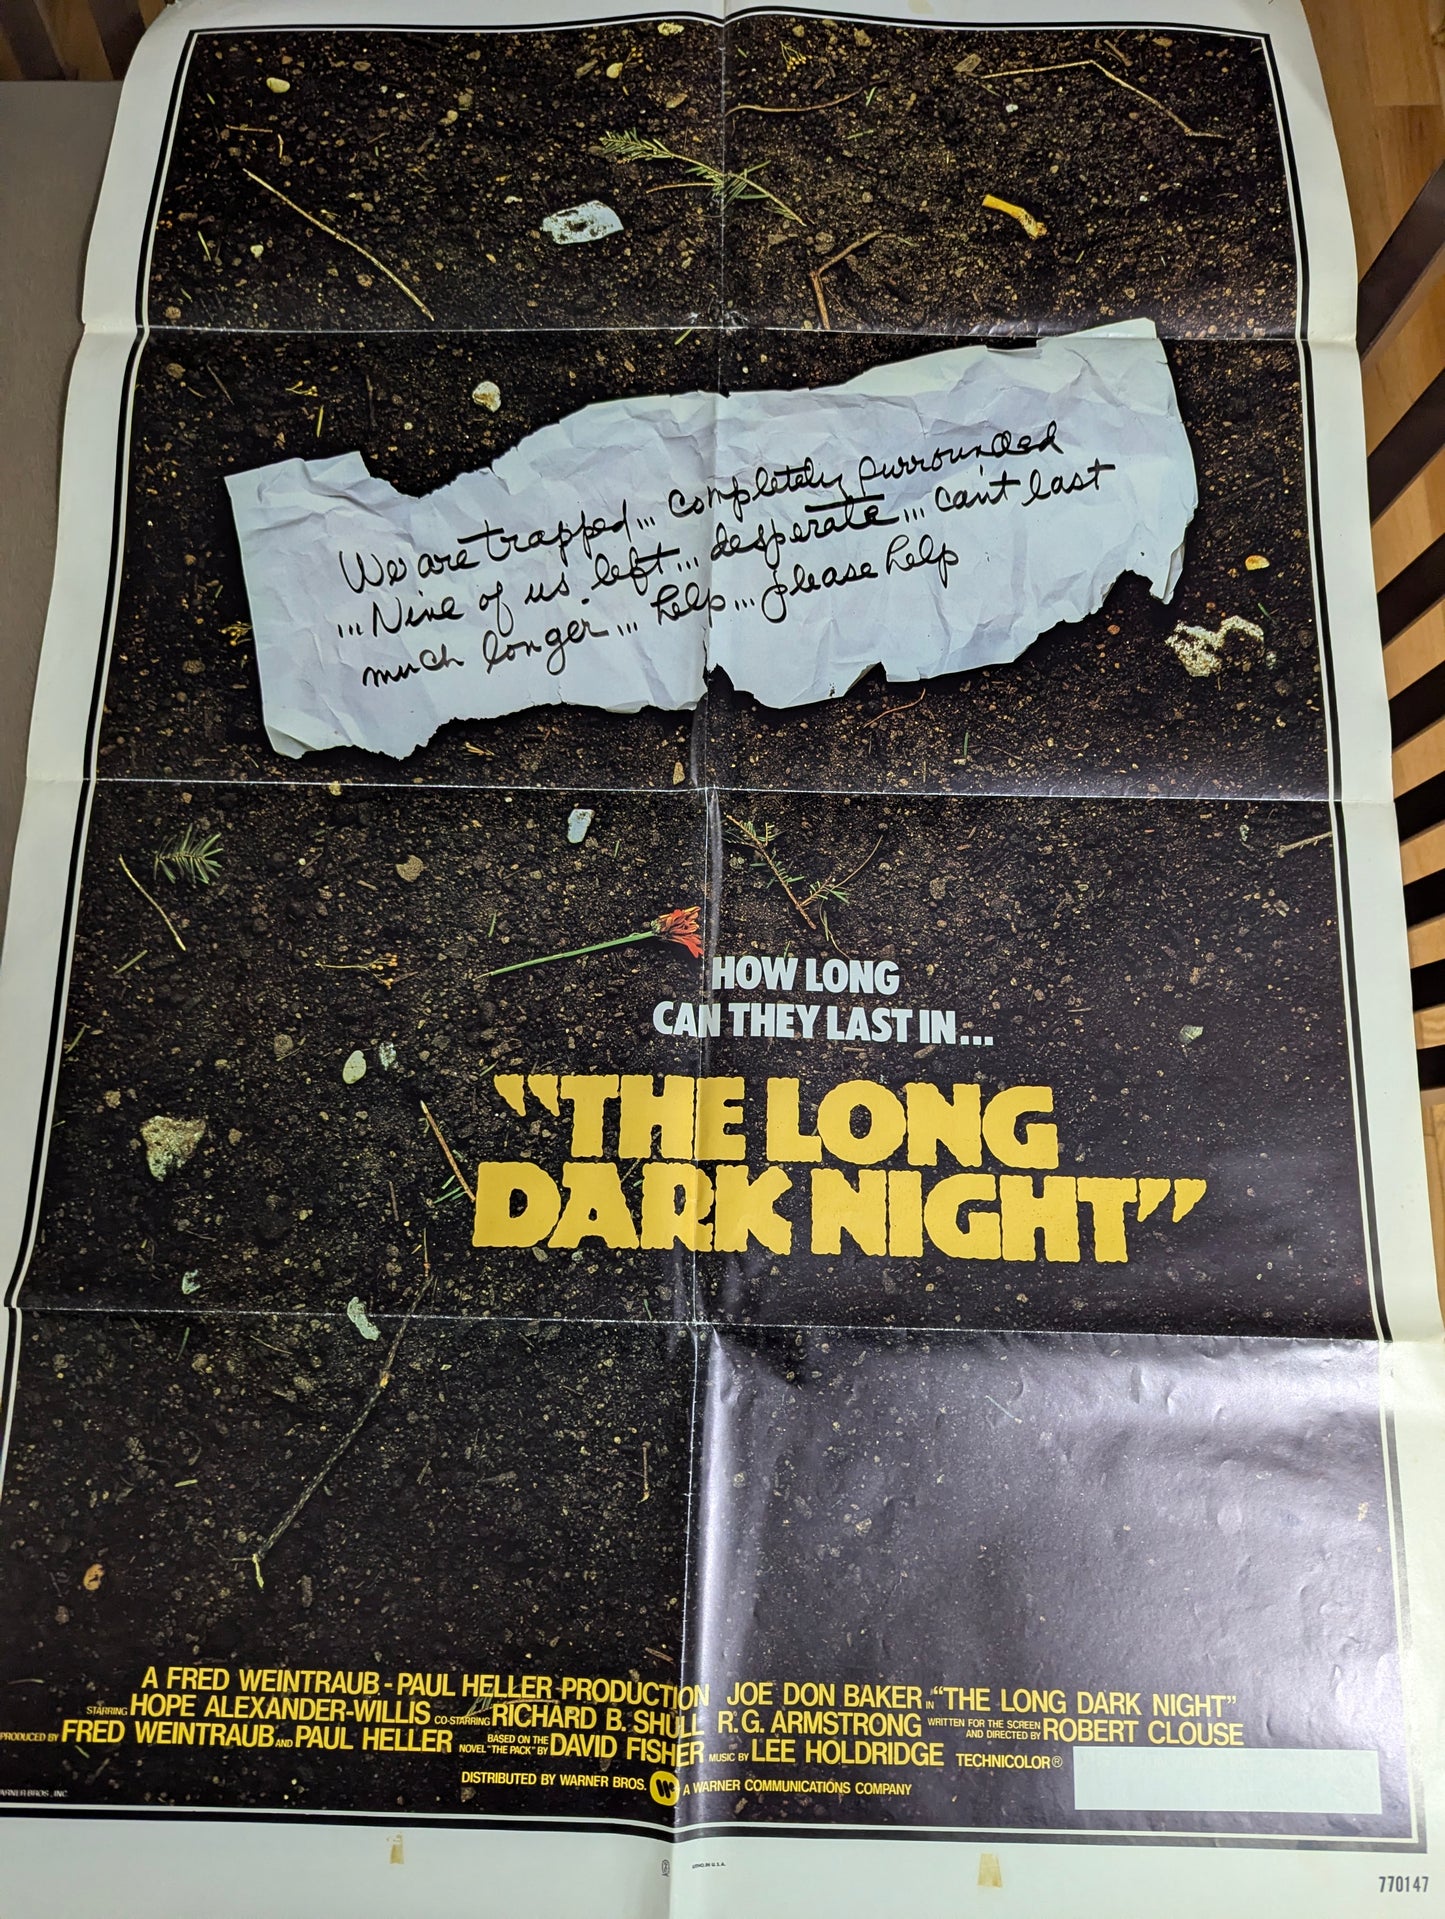 We are trapped... completely surrounded
...Nine of us left... desperate... can't last
much longer... help... please help
HOW LONG
CAN THEY LAST IN...
"THE LONG
DARK NIGHT"
A FRED WEINTRAUB - PAUL HELLER PRODUCTION JOE DON BAKER IN "THE LONG DARK NIGHT"
STARRING HOPE ALEXANDER-WILLIS CO-STARRING RICHARD B. SHULL R.G. ARMSTRONG WRITTEN FOR THE SCREEN AND DIRECTED BY ROBERT CLOUSE
PRODUCED BY FRED WEINTRAUB AND PAUL HELLER BASED ON THE NOVEL "THE PACK" BY DAVID FISHER MUSIC BY LEE HOLDRIDGE TECHNICOLOR®
DISTRIBUTED BY WARNER BROS. A WARNER COMMUNICATIONS COMPANY
BROS., INC.
LITHO. IN U.S.A.
770147